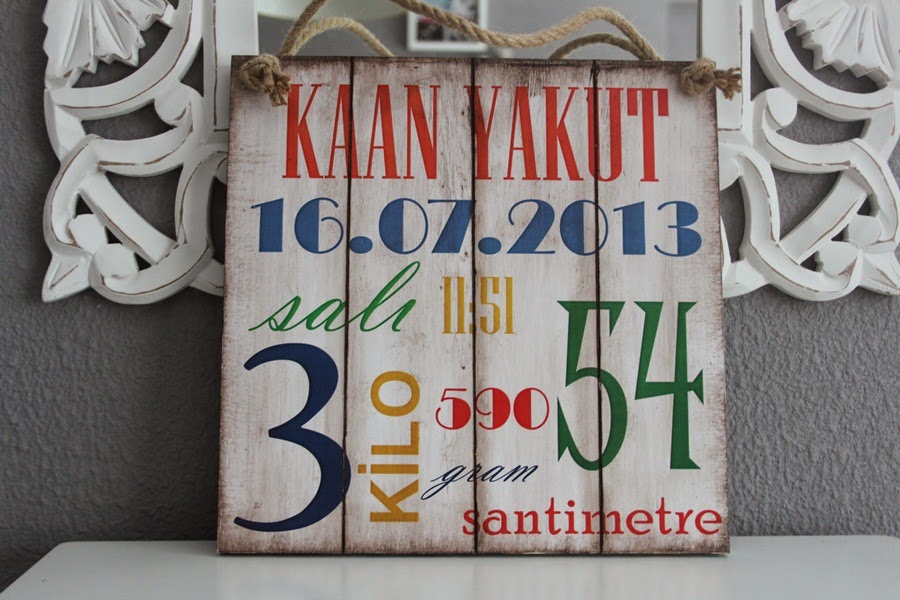 KAAN YAKUT
16.07.2013
salı 11:51
3 KİLO 590 gram
54 santimetre